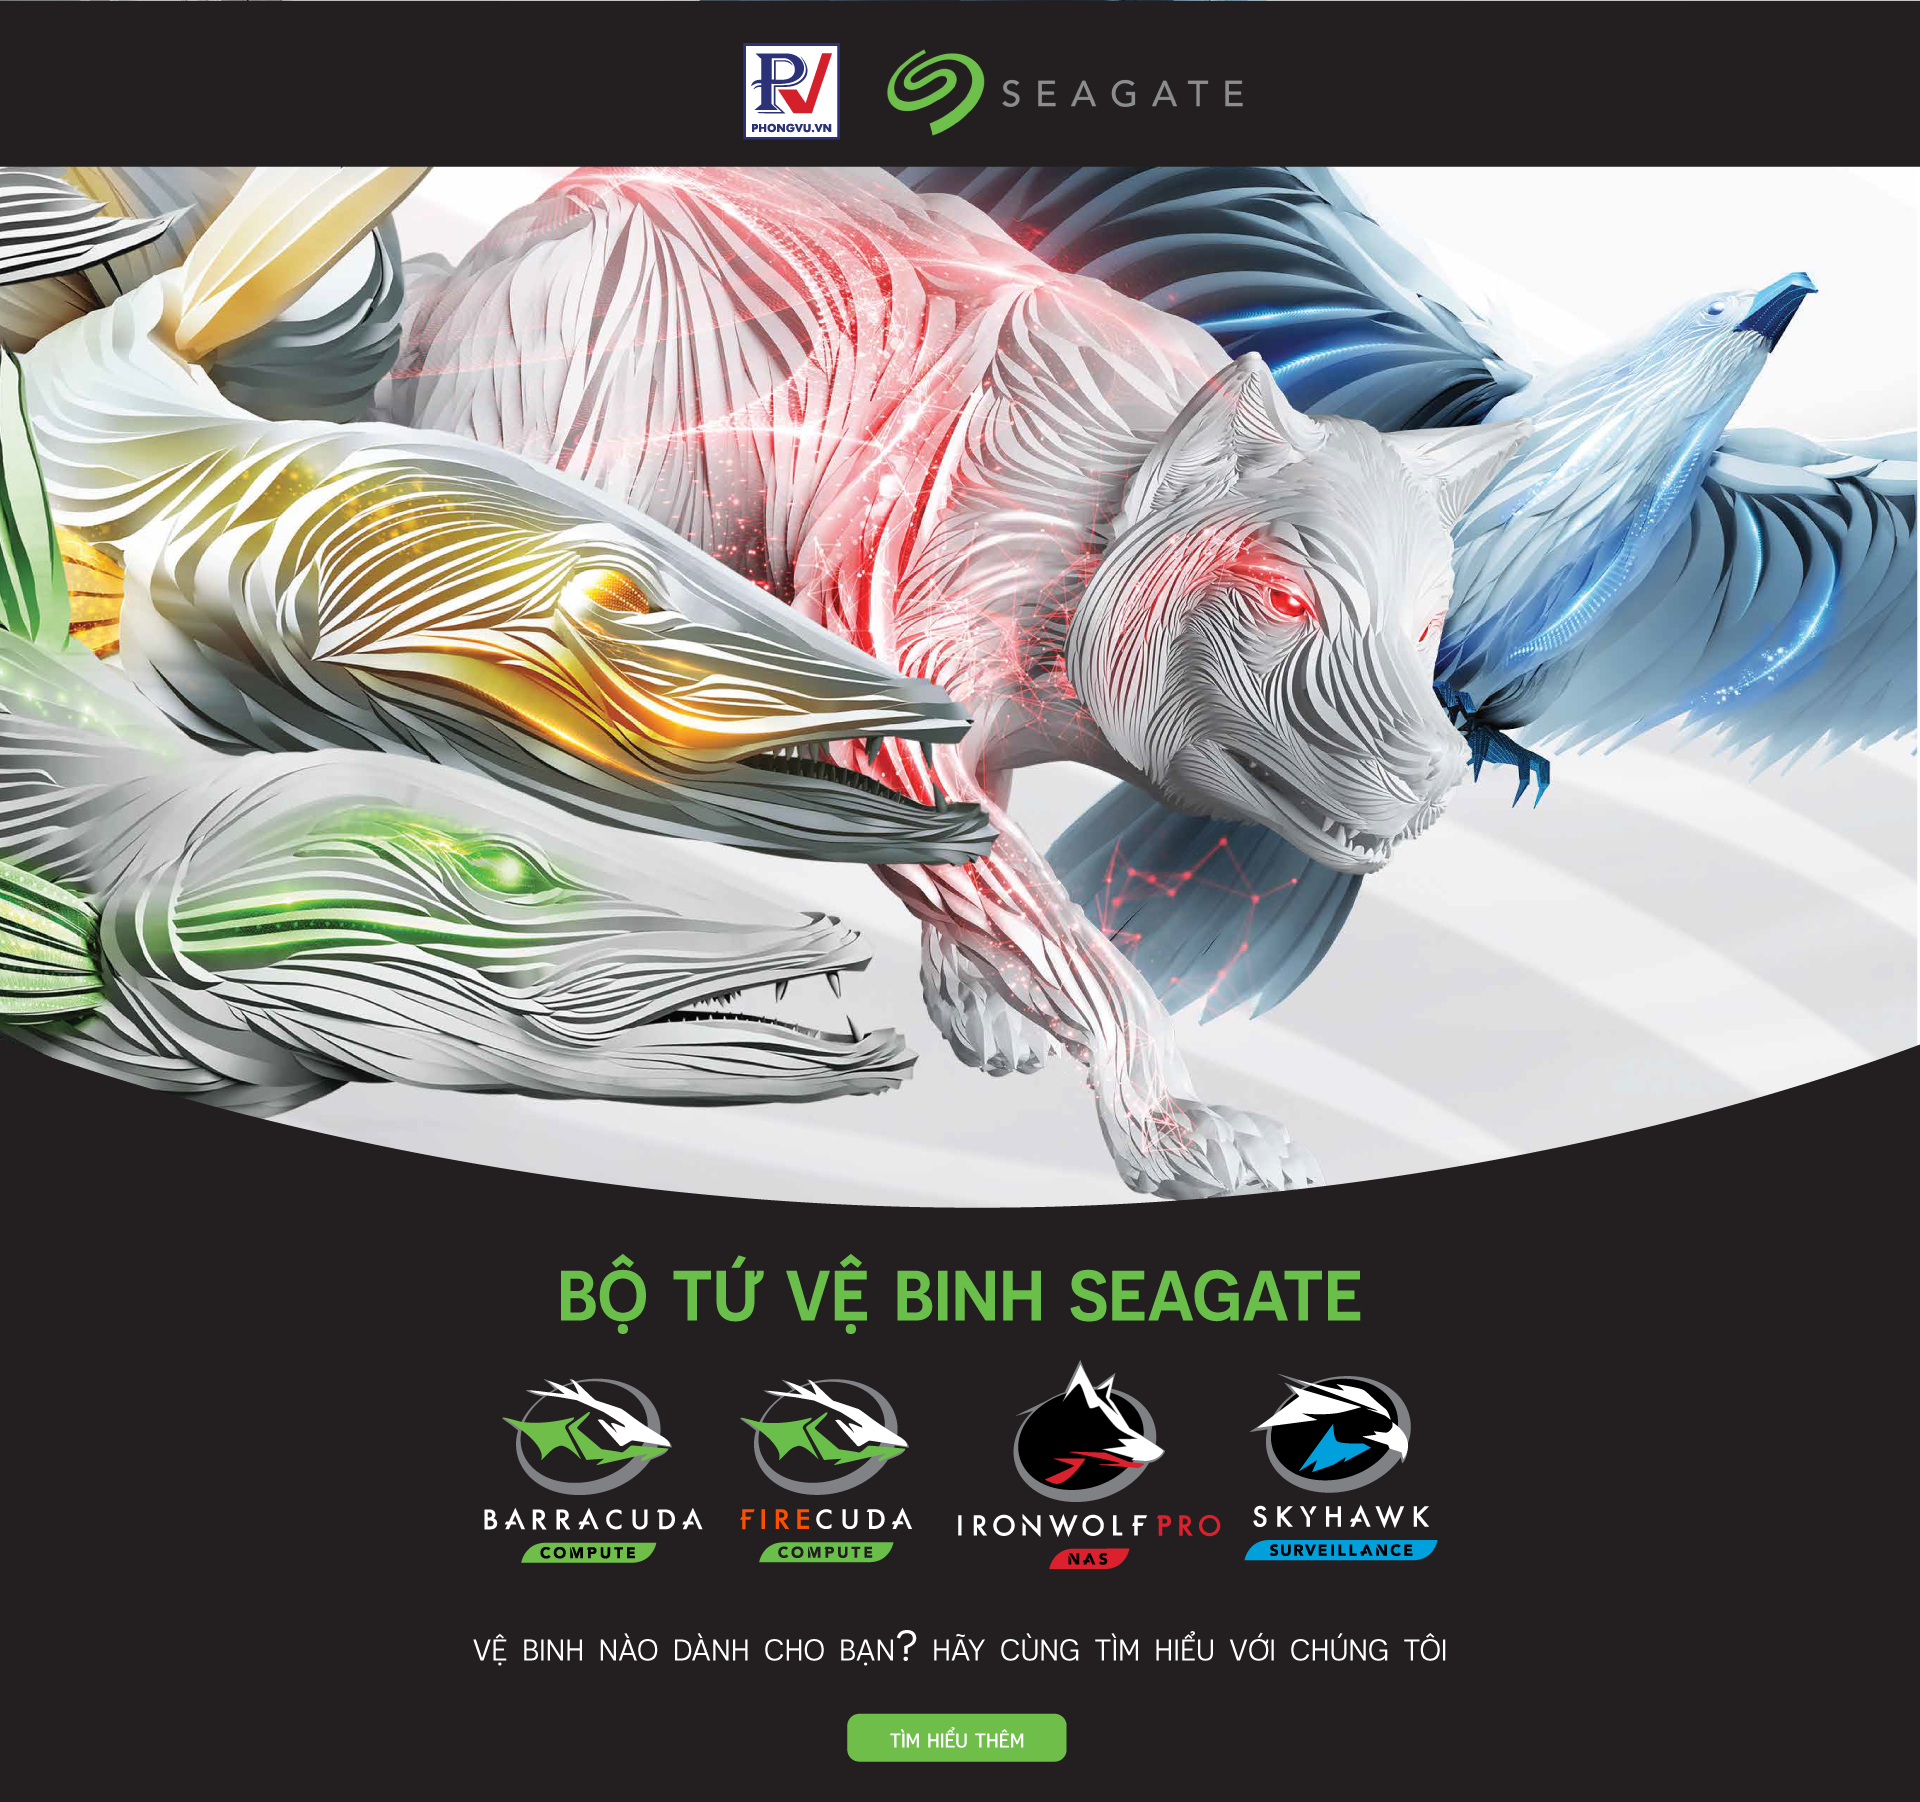 PV
PHONGVU.VN
SEAGATE
BỘ TỨ VỆ BINH SEAGATE
BARRACUDA
COMPUTE
FIRECUDA
COMPUTE
IRONWOLF PRO
NAS
SKYHAWK
SURVEILLANCE
VỆ BINH NÀO DÀNH CHO BẠN? HÃY CÙNG TÌM HIỂU VỚI CHÚNG TÔI
TÌM HIỂU THÊM